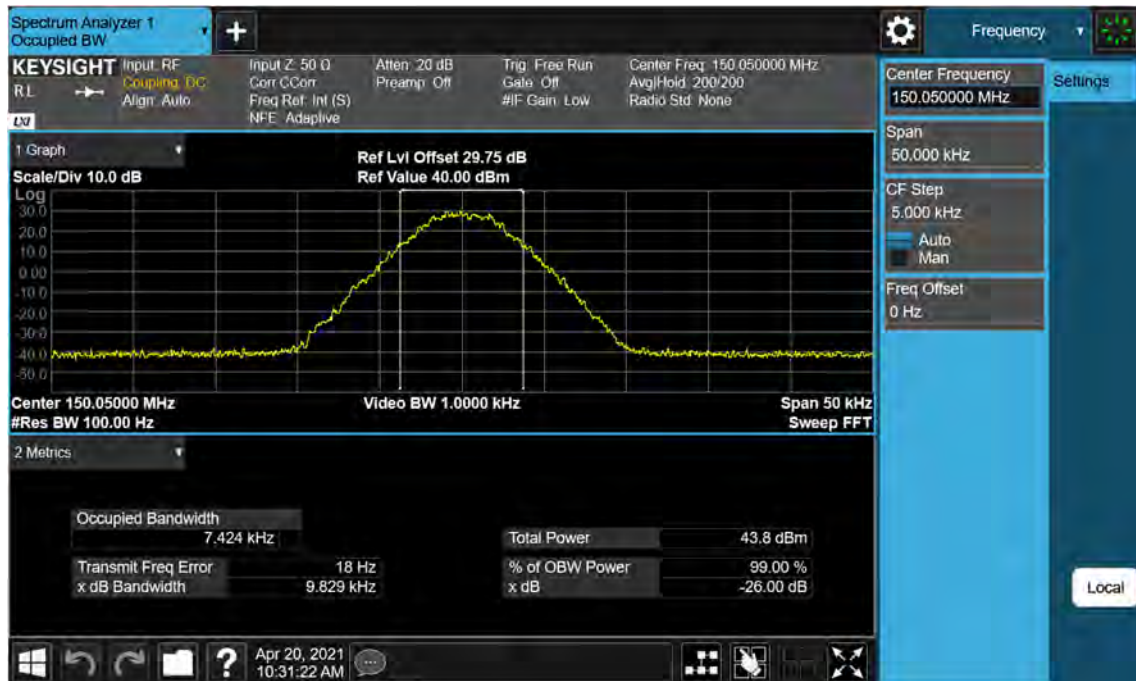 Spectrum Analyzer 1
Occupied BW
+
Frequency
KEYSIGHT
R L
LXI
Input: RF
Coupling: DC
Align: Auto
Input Z: 50 Ω
Corr CCorr
Freq Ref: Int (S)
NFE: Adaptive
Atten: 20 dB
Preamp: Off
Trig: Free Run
Gate: Off
#IF Gain: Low
Center Freq: 150.050000 MHz
Avg|Hold: 200/200
Radio Std: None
Center Frequency
150.050000 MHz
Settings
Span
50.000 kHz
CF Step
5.000 kHz
Auto
Man
Freq Offset
0 Hz
1 Graph
Scale/Div 10.0 dB
Ref Lvl Offset 29.75 dB
Ref Value 40.00 dBm
Log
30.0
20.0
10.0
0.00
-10.0
-20.0
-30.0
-40.0
-50.0
Center 150.05000 MHz
#Res BW 100.00 Hz
Video BW 1.0000 kHz
Span 50 kHz
Sweep FFT
2 Metrics
Occupied Bandwidth
7.424 kHz
Total Power 43.8 dBm
Transmit Freq Error 18 Hz
% of OBW Power 99.00 %
x dB Bandwidth 9.829 kHz
x dB -26.00 dB
Local
?
Apr 20, 2021
10:31:22 AM